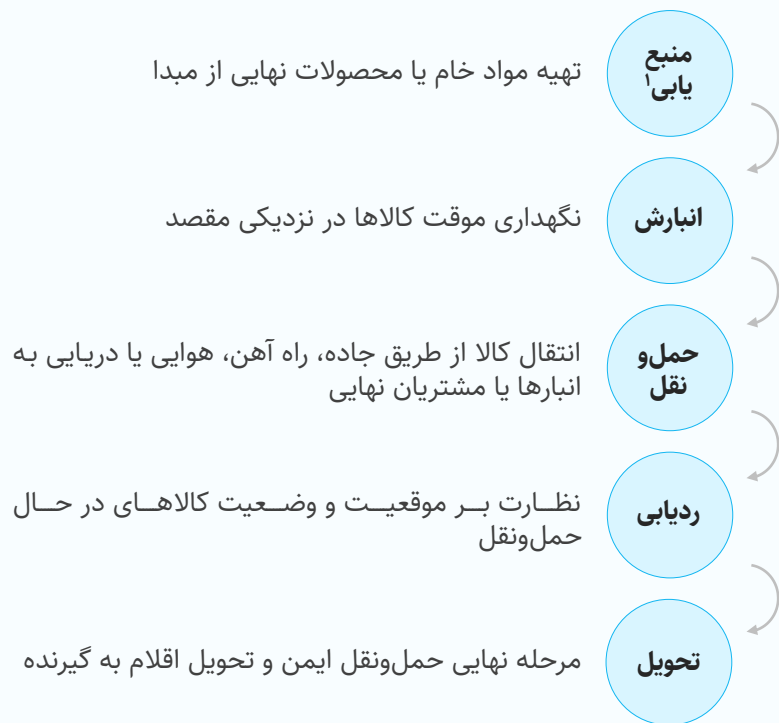 منبع
یابی۱
تهیه مواد خام یا محصولات نهایی از مبدا
انبارش
نگهداری موقت کالاها در نزدیکی مقصد
حمل‌و
نقل
انتقال کالا از طریق جاده، راه آهن، هوایی یا دریایی به
انبارها یا مشتریان نهایی
ردیابی
نظارت بر موقعیت و وضعیت کالاهای در حال
حمل‌ونقل
تحویل
مرحله نهایی حمل‌ونقل ایمن و تحویل اقلام به گیرنده